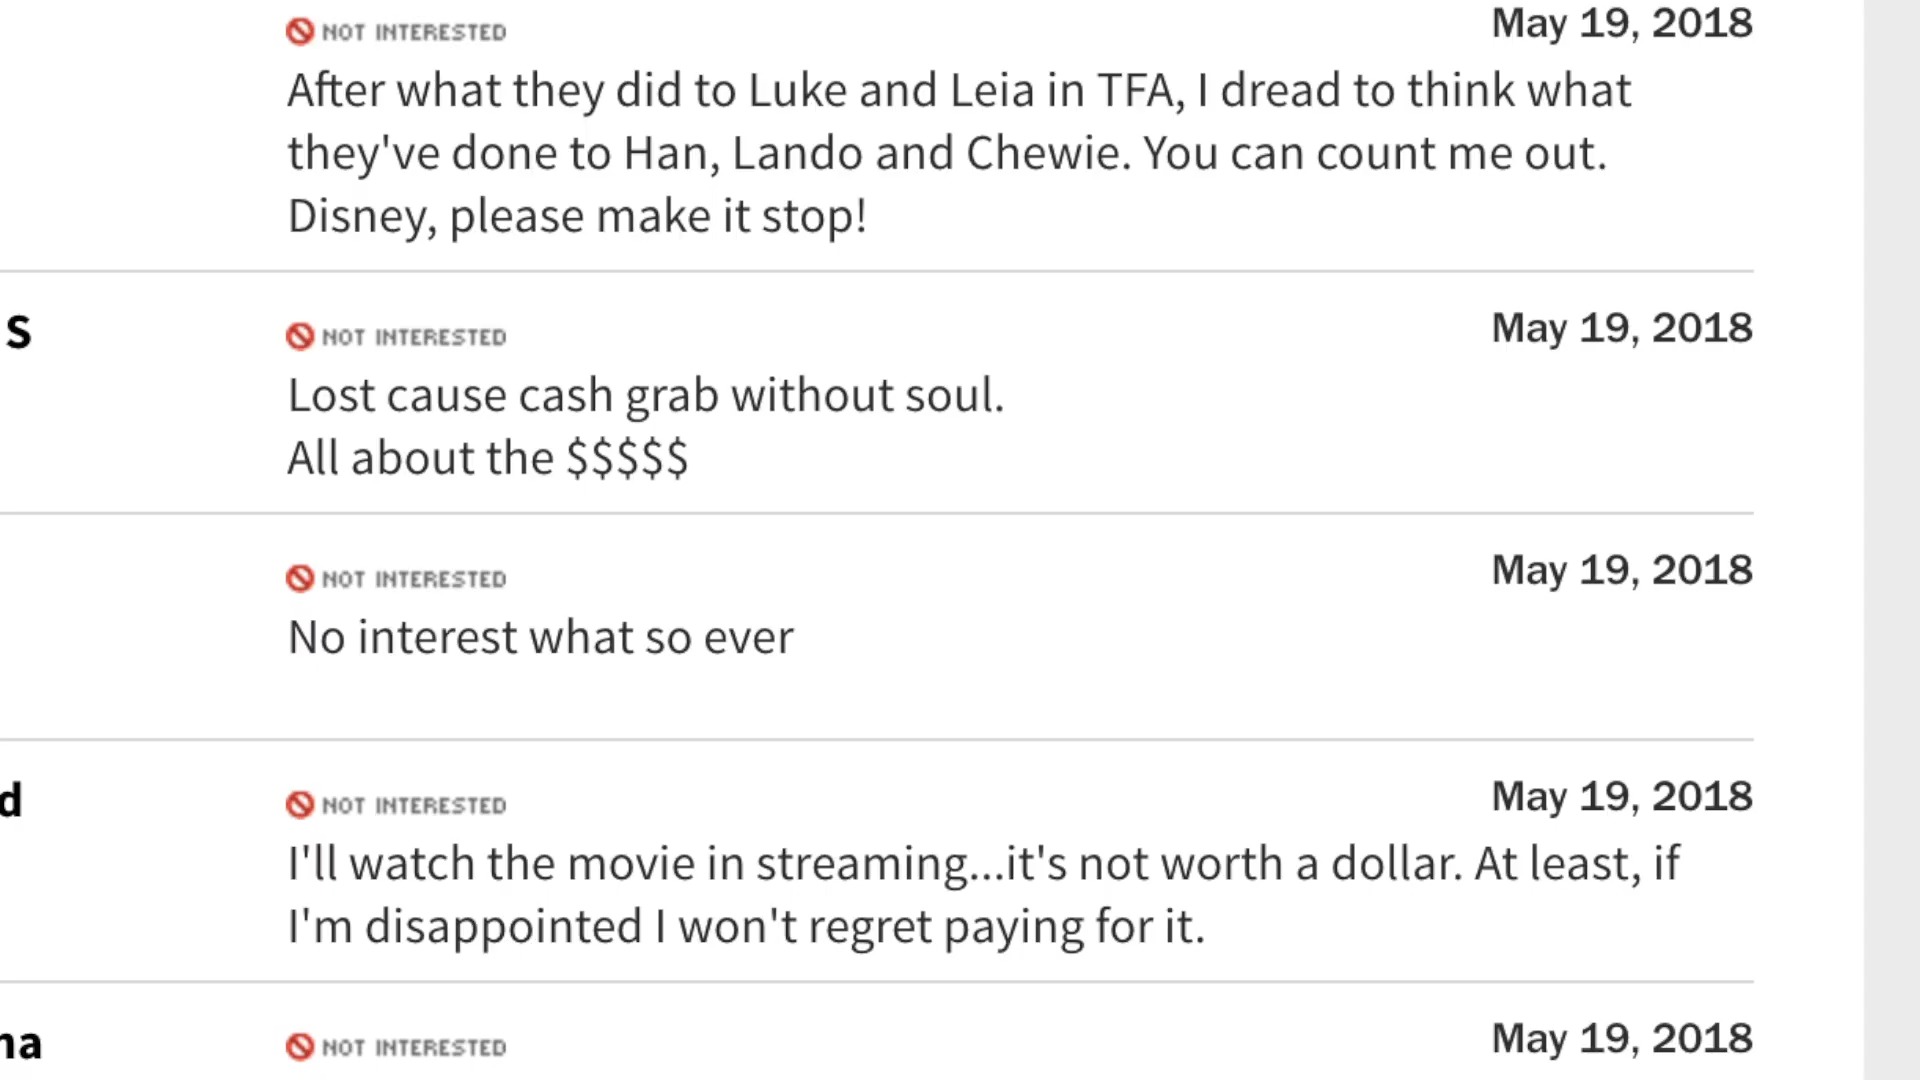 NOT INTERESTED
May 19, 2018
After what they did to Luke and Leia in TFA, I dread to think what
they've done to Han, Lando and Chewie. You can count me out.
Disney, please make it stop!
S
NOT INTERESTED
May 19, 2018
Lost cause cash grab without soul.
All about the $$$$$
NOT INTERESTED
May 19, 2018
No interest what so ever
d
NOT INTERESTED
May 19, 2018
I'll watch the movie in streaming...it's not worth a dollar. At least, if
I'm disappointed I won't regret paying for it.
na
NOT INTERESTED
May 19, 2018